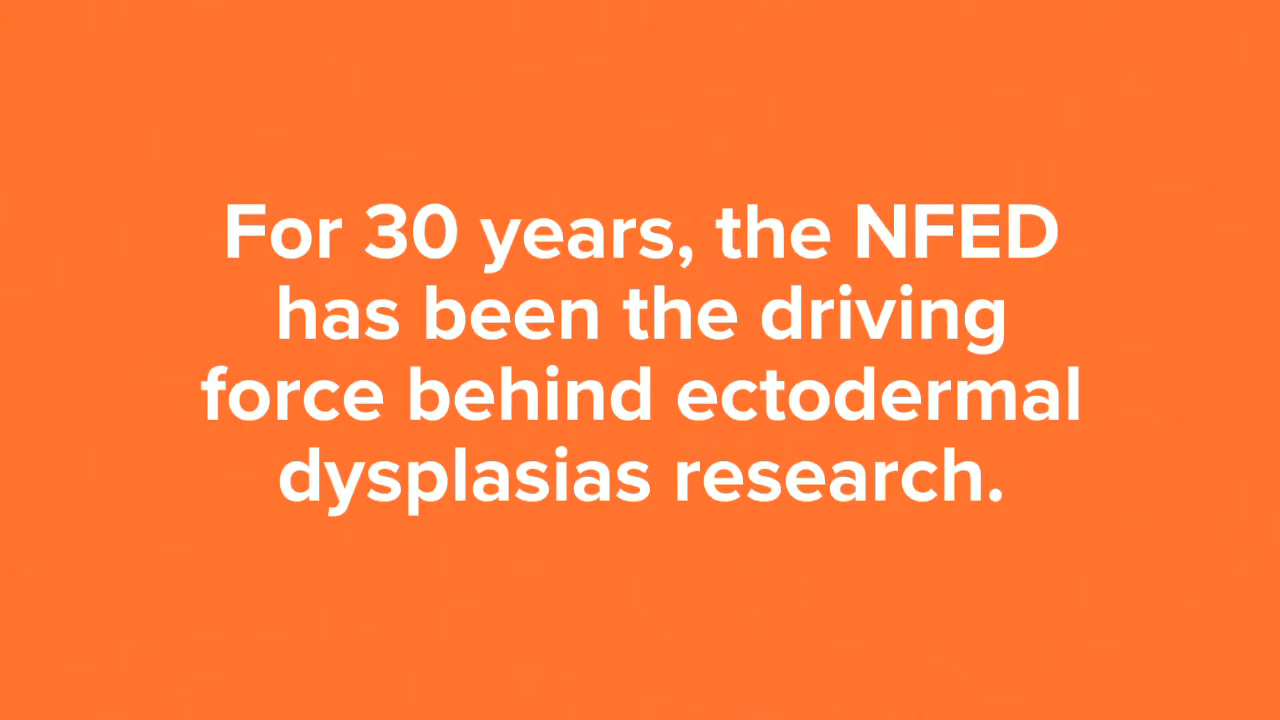 For 30 years, the NFED
has been the driving
force behind ectodermal
dysplasias research.